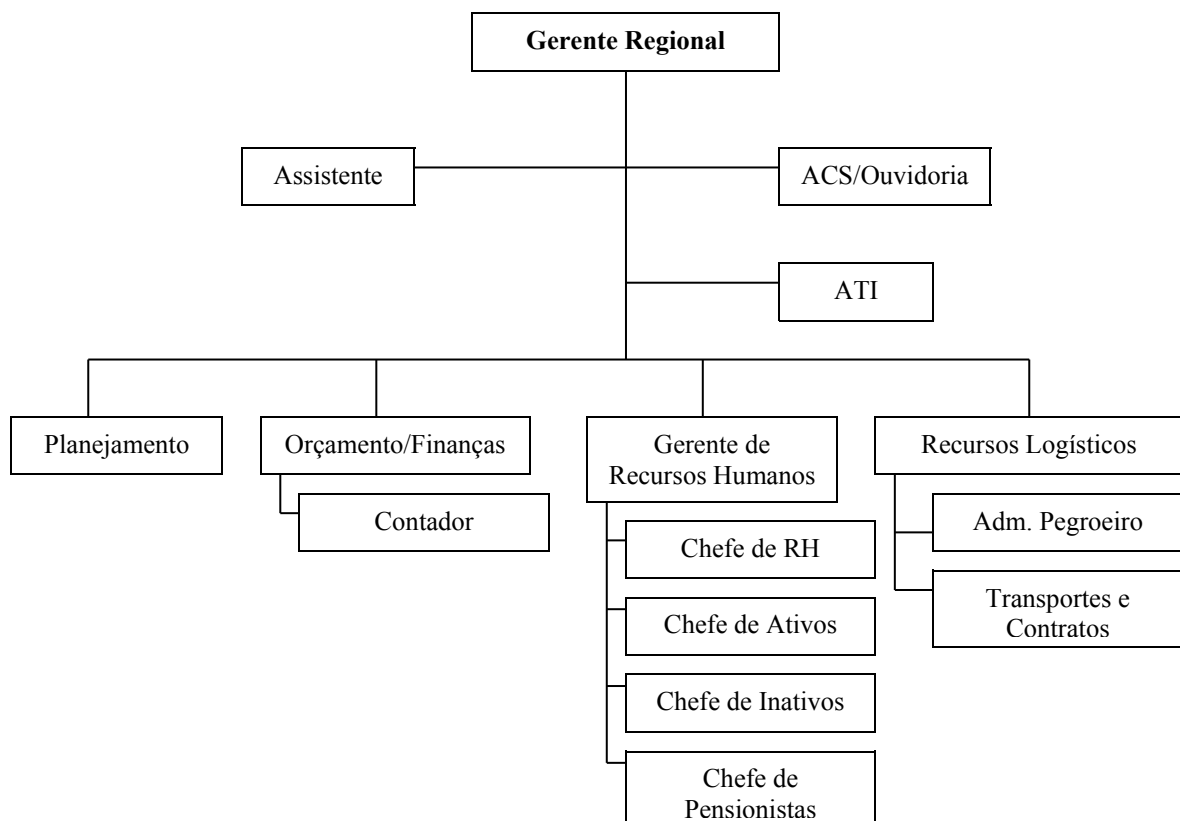 Gerente Regional
Assistente
ACS/Ouvidoria
ATI
Planejamento
Orçamento/Finanças
Gerente de
Recursos Humanos
Recursos Logísticos
Contador
Adm. Pegroeiro
Chefe de RH
Transportes e
Contratos
Chefe de Ativos
Chefe de Inativos
Chefe de
Pensionistas